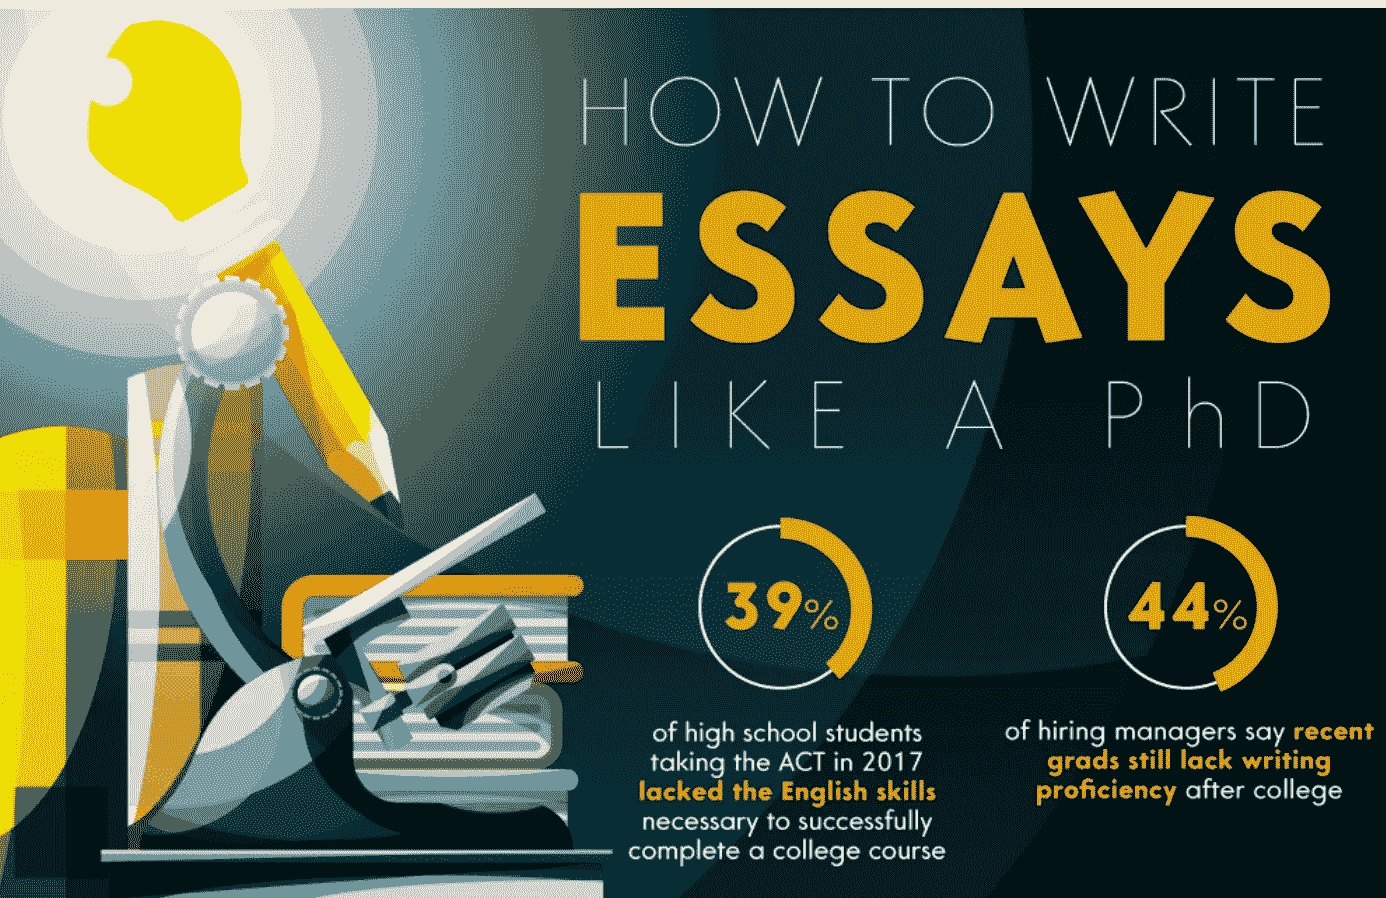 HOW TO WRITE
ESSAYS
LIKE A PhD
39%
of high school students
taking the ACT in 2017
lacked the English skills
necessary to successfully
complete a college course
44%
of hiring managers say recent
grads still lack writing
proficiency after college